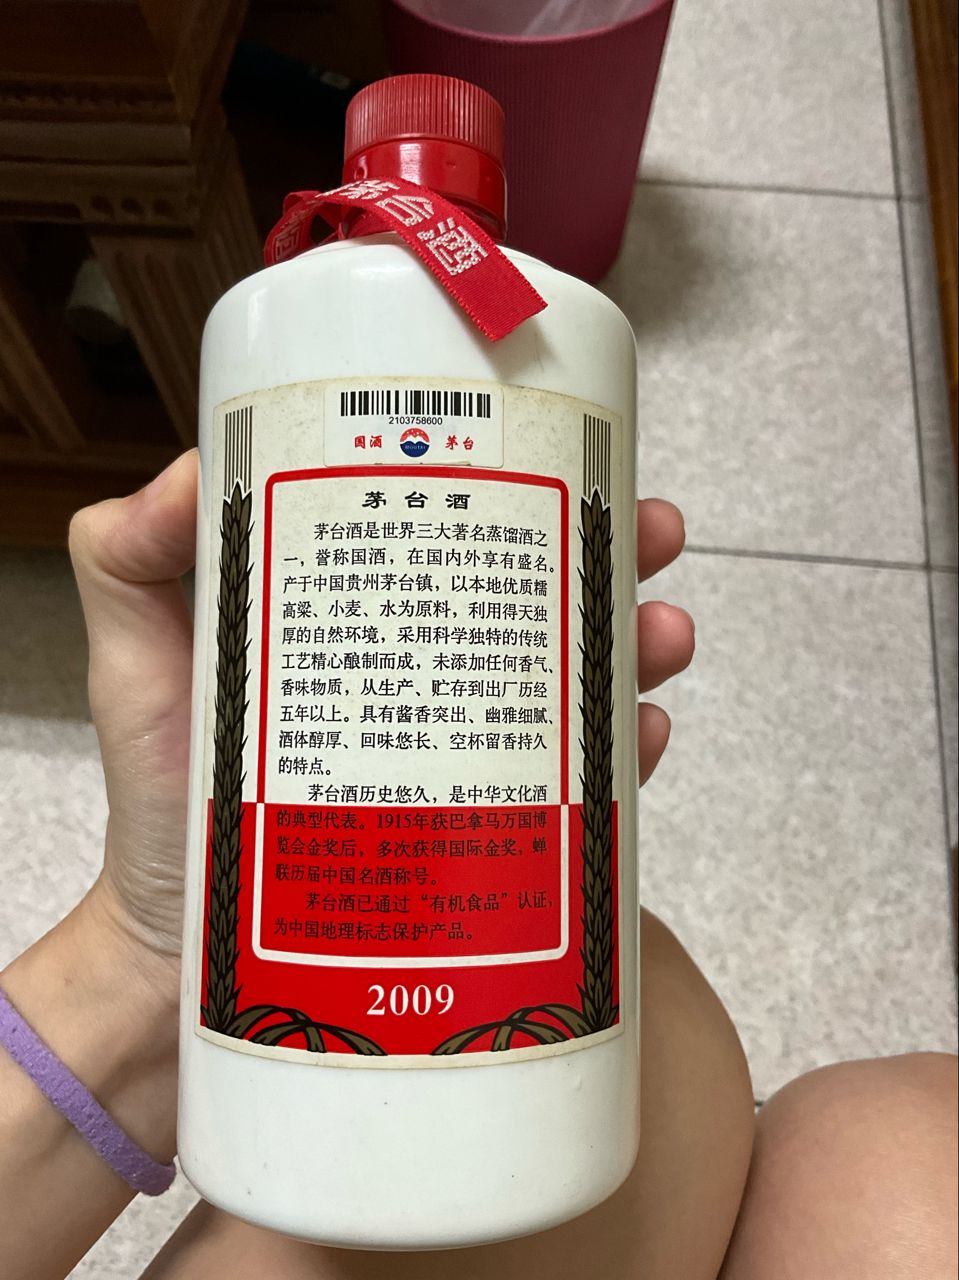 茅台酒
2103758600
国酒 MOUTAI 茅台
茅台酒
茅台酒是世界三大著名蒸馏酒之
一，誉称国酒，在国内外享有盛名。
产于中国贵州茅台镇，以本地优质糯
高粱、小麦、水为原料，利用得天独
厚的自然环境，采用科学独特的传统
工艺精心酿制而成，未添加任何香气、
香味物质，从生产、贮存到出厂历经
五年以上。具有酱香突出、幽雅细腻、
酒体醇厚、回味悠长、空杯留香持久
的特点。
茅台酒历史悠久，是中华文化酒
的典型代表。1915年获巴拿马万国博
览会金奖后，多次获得国际金奖，蝉
联历届中国名酒称号。
茅台酒已通过“有机食品”认证，
为中国地理标志保护产品。
2009